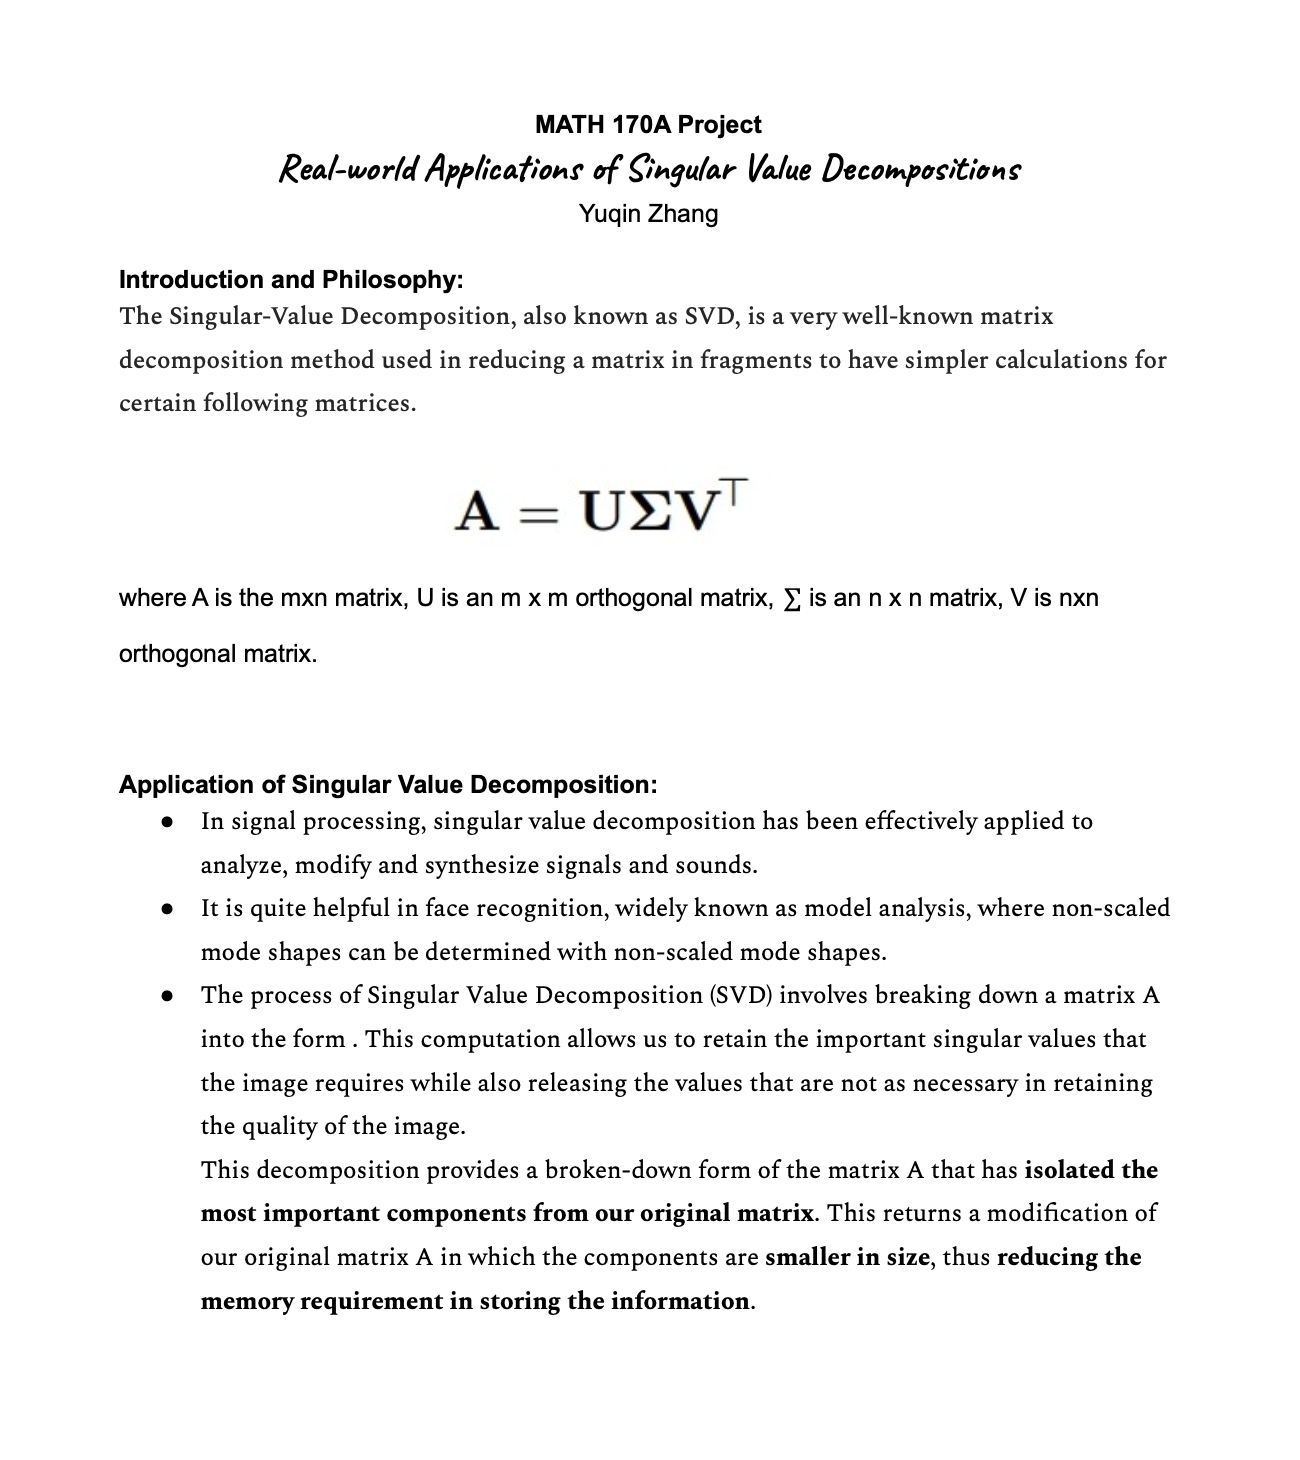 MATH 170A Project
Real-world Applications of Singular Value Decompositions
Yuqin Zhang
Introduction and Philosophy:
The Singular-Value Decomposition, also known as SVD, is a very well-known matrix
decomposition method used in reducing a matrix in fragments to have simpler calculations for
certain following matrices.
A = UΣV⊤
where A is the mxn matrix, U is an m x m orthogonal matrix, ∑ is an n x n matrix, V is nxn
orthogonal matrix.
Application of Singular Value Decomposition:
● In signal processing, singular value decomposition has been effectively applied to
analyze, modify and synthesize signals and sounds.
● It is quite helpful in face recognition, widely known as model analysis, where non-scaled
mode shapes can be determined with non-scaled mode shapes.
● The process of Singular Value Decomposition (SVD) involves breaking down a matrix A
into the form . This computation allows us to retain the important singular values that
the image requires while also releasing the values that are not as necessary in retaining
the quality of the image.
This decomposition provides a broken-down form of the matrix A that has isolated the
most important components from our original matrix. This returns a modification of
our original matrix A in which the components are smaller in size, thus reducing the
memory requirement in storing the information.